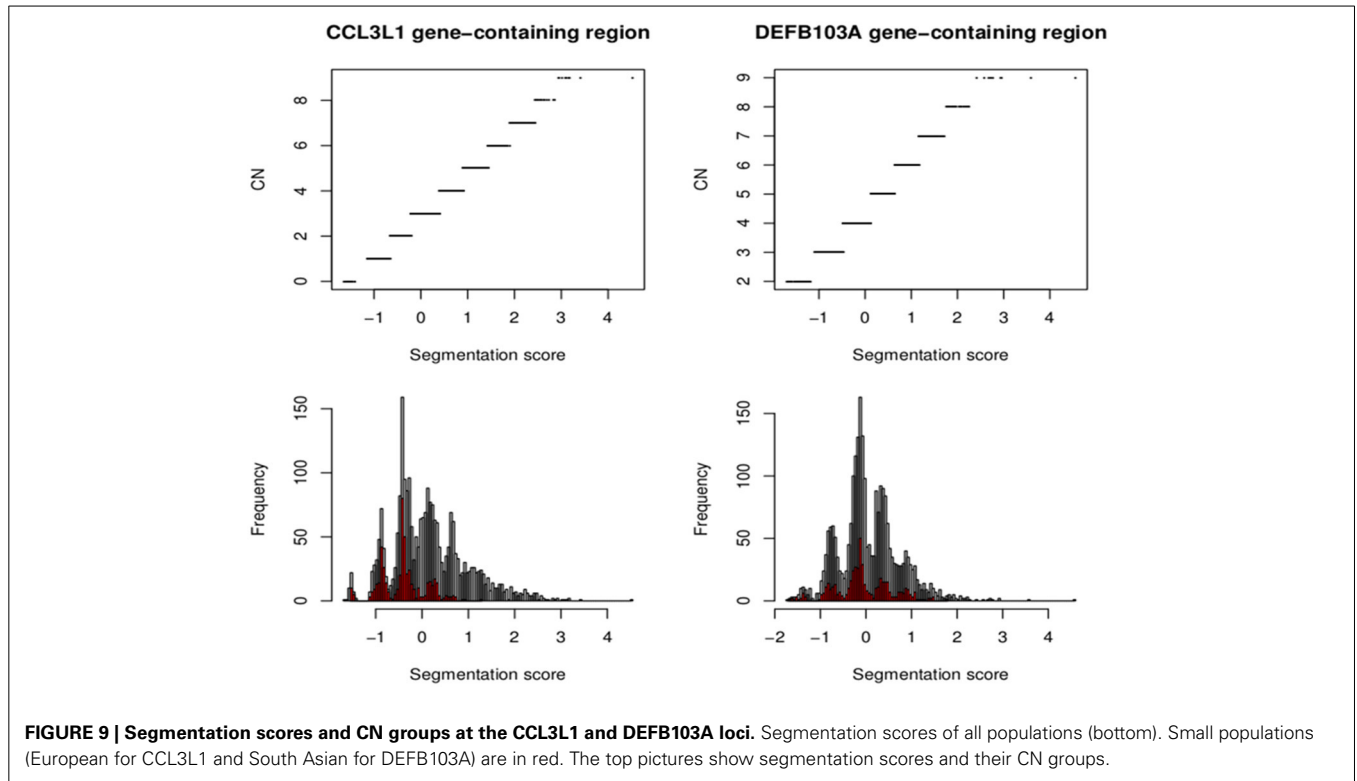 CCL3L1 gene−containing region
DEFB103A gene−containing region
CN
0
2
4
6
8
−1 0 1 2 3 4
Segmentation score
CN
2
3
4
5
6
7
8
9
−1 0 1 2 3 4
Segmentation score
Frequency
0
50
100
150
−1 0 1 2 3 4
Segmentation score
Frequency
0
50
100
150
−2 −1 0 1 2 3 4
Segmentation score
FIGURE 9 | Segmentation scores and CN groups at the CCL3L1 and DEFB103A loci. Segmentation scores of all populations (bottom). Small populations
(European for CCL3L1 and South Asian for DEFB103A) are in red. The top pictures show segmentation scores and their CN groups.